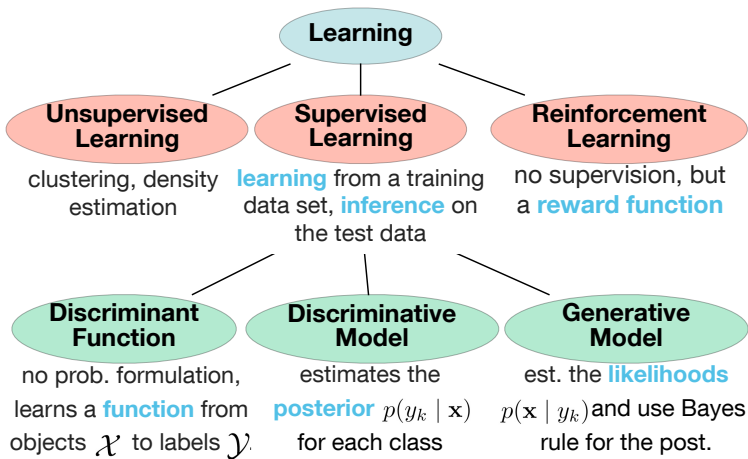 Learning
Unsupervised
Learning
clustering, density
estimation
Supervised
Learning
learning from a training
data set, inference on
the test data
Reinforcement
Learning
no supervision, but
a reward function
Discriminant
Function
no prob. formulation,
learns a function from
objects 𝒳 to labels 𝒴.
Discriminative
Model
estimates the
posterior p(y_k | x)
for each class
Generative
Model
est. the likelihoods
p(x | y_k) and use Bayes
rule for the post.